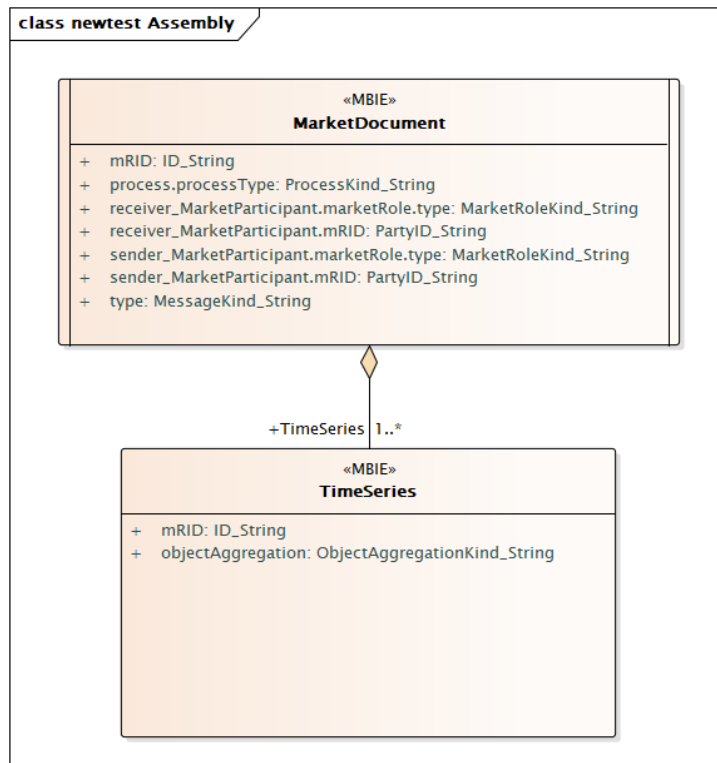 class newtest Assembly
«MBIE»
MarketDocument
+ mRID: ID_String
+ process.processType: ProcessKind_String
+ receiver_MarketParticipant.marketRole.type: MarketRoleKind_String
+ receiver_MarketParticipant.mRID: PartyID_String
+ sender_MarketParticipant.marketRole.type: MarketRoleKind_String
+ sender_MarketParticipant.mRID: PartyID_String
+ type: MessageKind_String
+TimeSeries 1..*
«MBIE»
TimeSeries
+ mRID: ID_String
+ objectAggregation: ObjectAggregationKind_String